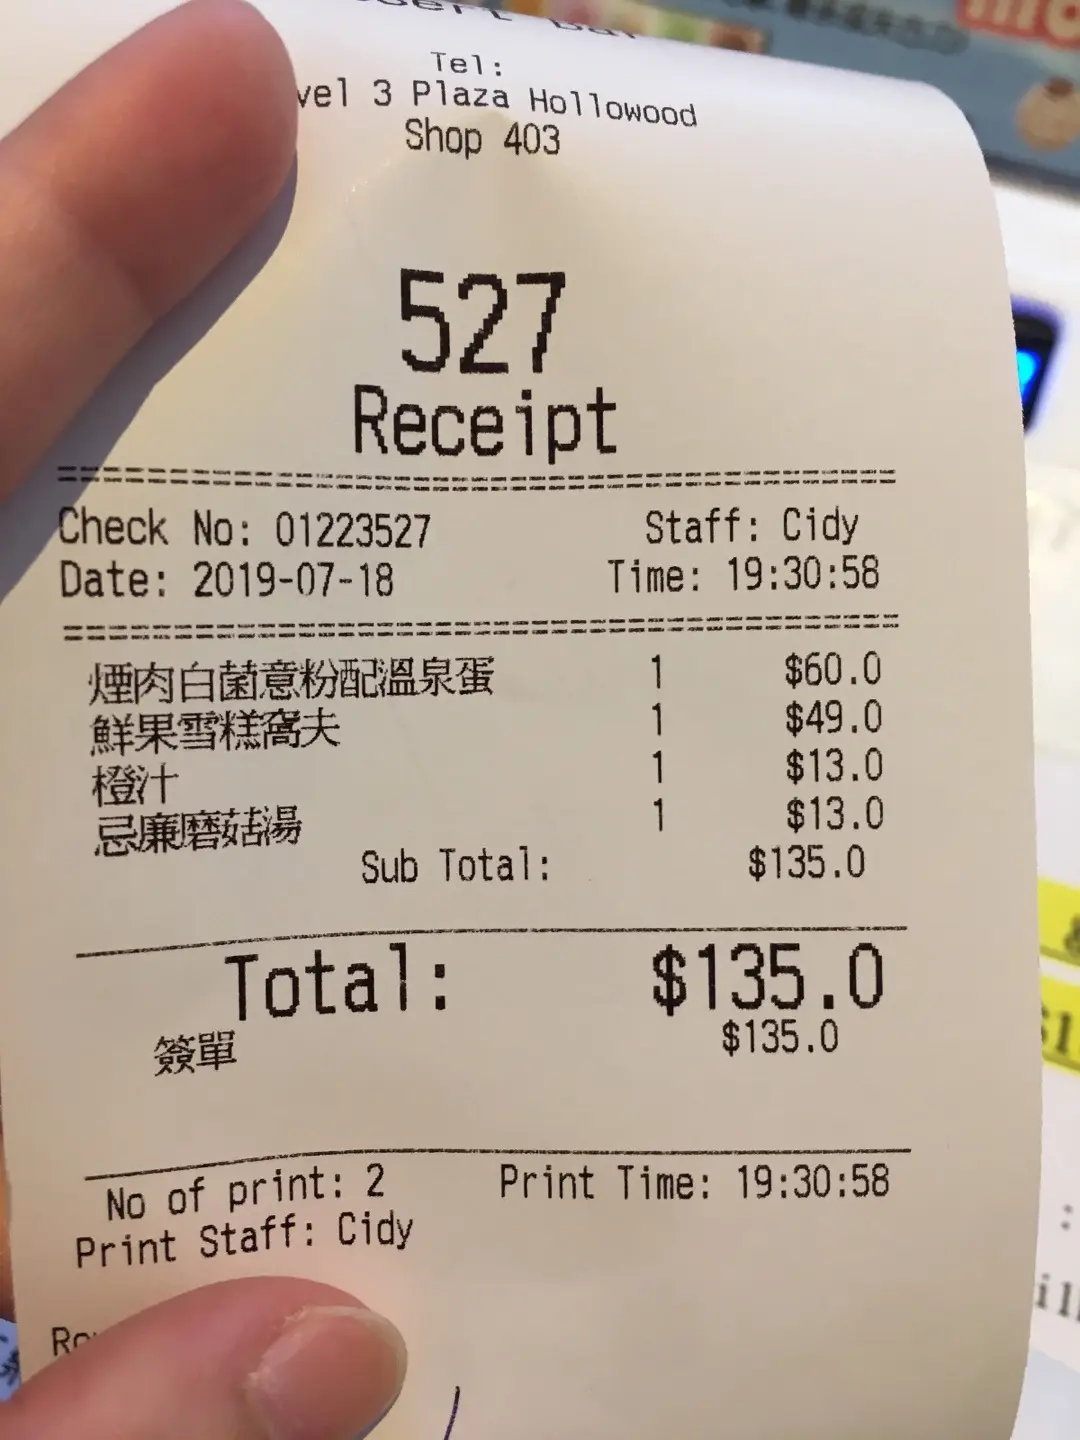 Tel:
vel 3 Plaza Hollowood
Shop 403
527
Receipt
Check No: 01223527 Staff: Cidy
Date: 2019-07-18 Time: 19:30:58
煙肉白菌意粉配溫泉蛋 1 $60.0
鮮果雪糕窩夫 1 $49.0
橙汁 1 $13.0
忌廉磨菇湯 1 $13.0
Sub Total: $135.0
Total: $135.0
簽單 $135.0
No of print: 2 Print Time: 19:30:58
Print Staff: Cidy